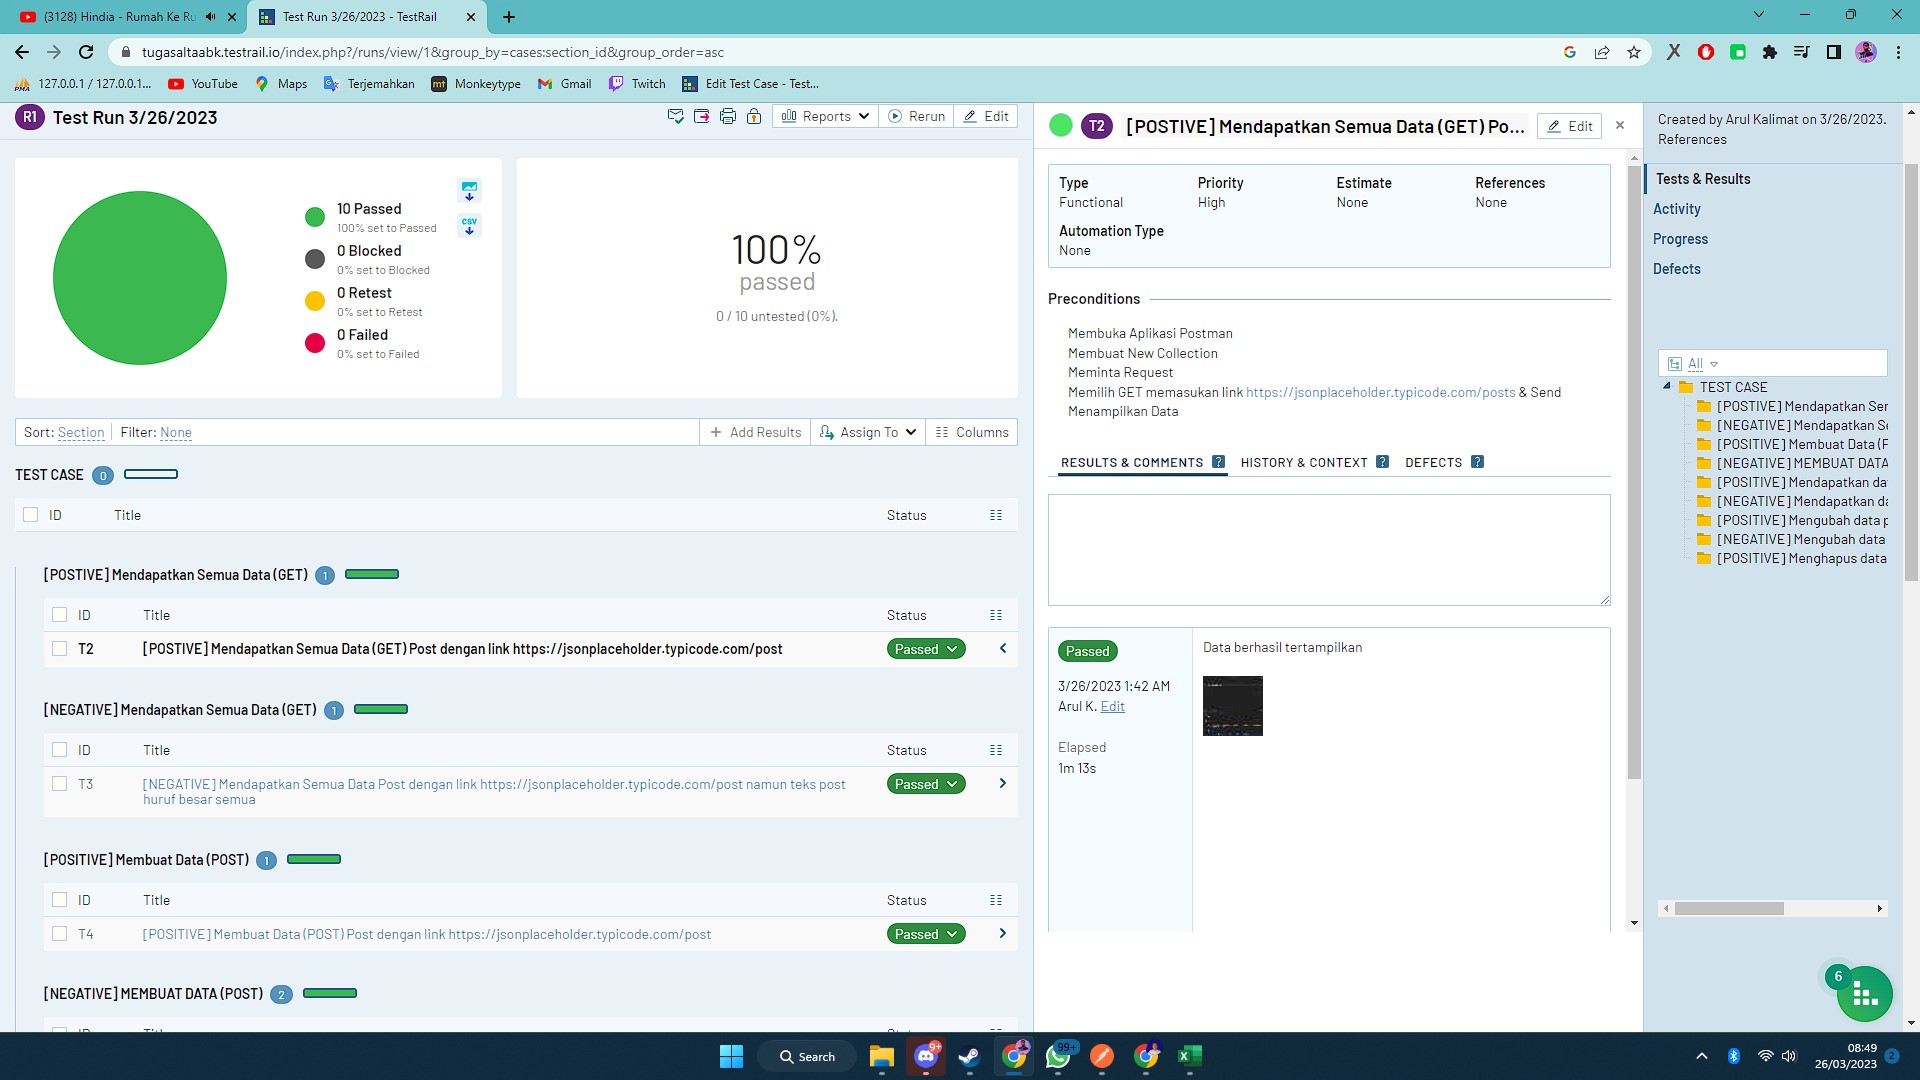 (3128) Hindia - Rumah Ke Ru
Test Run 3/26/2023 - TestRail
tugasaltaabk.testrail.io/index.php?/runs/view/1&group_by=cases:section_id&group_order=asc
127.0.0.1 / 127.0.0.1...
YouTube
Maps
Terjemahkan
Monkeytype
Gmail
Twitch
Edit Test Case - Test...
R1 Test Run 3/26/2023
Reports
Rerun
Edit
10 Passed
100% set to Passed
0 Blocked
0% set to Blocked
0 Retest
0% set to Retest
0 Failed
0% set to Failed
CSV
100%
passed
0 / 10 untested (0%).
Sort: Section
Filter: None
Add Results
Assign To
Columns
TEST CASE 0
ID Title Status
[POSTIVE] Mendapatkan Semua Data (GET) 1
ID Title Status
T2 [POSTIVE] Mendapatkan Semua Data (GET) Post dengan link https://jsonplaceholder.typicode.com/post Passed
[NEGATIVE] Mendapatkan Semua Data (GET) 1
ID Title Status
T3 [NEGATIVE] Mendapatkan Semua Data Post dengan link https://jsonplaceholder.typicode.com/post namun teks post Passed
huruf besar semua
[POSITIVE] Membuat Data (POST) 1
ID Title Status
T4 [POSITIVE] Membuat Data (POST) Post dengan link https://jsonplaceholder.typicode.com/post Passed
[NEGATIVE] MEMBUAT DATA (POST) 2
T2 [POSTIVE] Mendapatkan Semua Data (GET) Po...
Edit
Type Priority Estimate References
Functional High None None
Automation Type
None
Preconditions
Membuka Aplikasi Postman
Membuat New Collection
Meminta Request
Memilih GET memasukan link https://jsonplaceholder.typicode.com/posts & Send
Menampilkan Data
RESULTS & COMMENTS ?
HISTORY & CONTEXT ?
DEFECTS ?
Passed
Data berhasil tertampilkan
3/26/2023 1:42 AM
Arul K. Edit
Elapsed
1m 13s
Created by Arul Kalimat on 3/26/2023.
References
Tests & Results
Activity
Progress
Defects
All
TEST CASE
[POSTIVE] Mendapatkan Ser
[NEGATIVE] Mendapatkan Se
[POSITIVE] Membuat Data (P
[NEGATIVE] MEMBUAT DATA
[POSITIVE] Mendapatkan da
[NEGATIVE] Mendapatkan da
[POSITIVE] Mengubah data p
[NEGATIVE] Mengubah data
[POSITIVE] Menghapus data
6
Search
9+
99+
08:49
26/03/2023
2